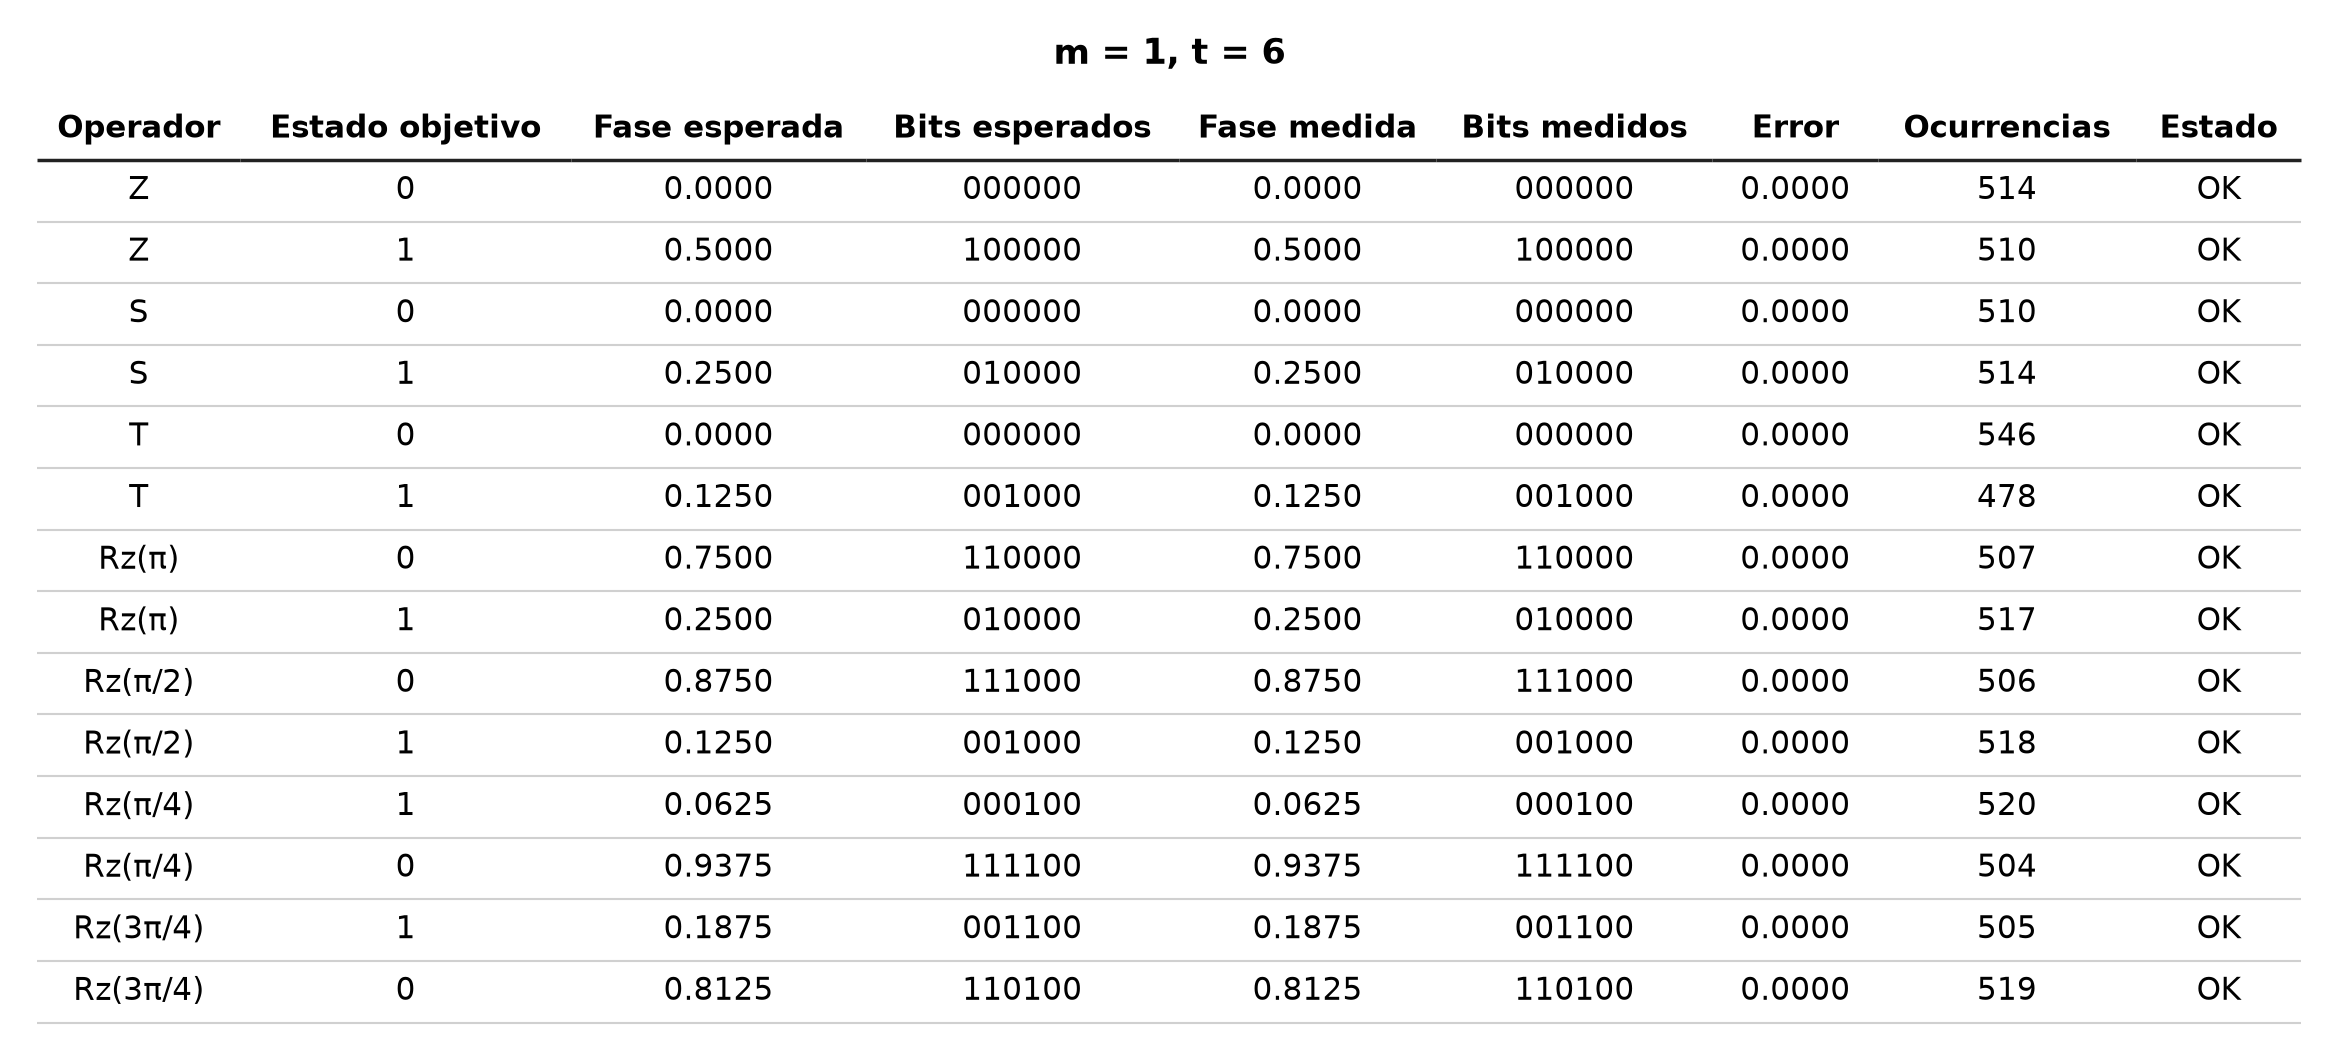 m = 1, t = 6
Operador Estado objetivo Fase esperada Bits esperados Fase medida Bits medidos Error Ocurrencias Estado
Z 0 0.0000 000000 0.0000 000000 0.0000 514 OK
Z 1 0.5000 100000 0.5000 100000 0.0000 510 OK
S 0 0.0000 000000 0.0000 000000 0.0000 510 OK
S 1 0.2500 010000 0.2500 010000 0.0000 514 OK
T 0 0.0000 000000 0.0000 000000 0.0000 546 OK
T 1 0.1250 001000 0.1250 001000 0.0000 478 OK
Rz(π) 0 0.7500 110000 0.7500 110000 0.0000 507 OK
Rz(π) 1 0.2500 010000 0.2500 010000 0.0000 517 OK
Rz(π/2) 0 0.8750 111000 0.8750 111000 0.0000 506 OK
Rz(π/2) 1 0.1250 001000 0.1250 001000 0.0000 518 OK
Rz(π/4) 1 0.0625 000100 0.0625 000100 0.0000 520 OK
Rz(π/4) 0 0.9375 111100 0.9375 111100 0.0000 504 OK
Rz(3π/4) 1 0.1875 001100 0.1875 001100 0.0000 505 OK
Rz(3π/4) 0 0.8125 110100 0.8125 110100 0.0000 519 OK